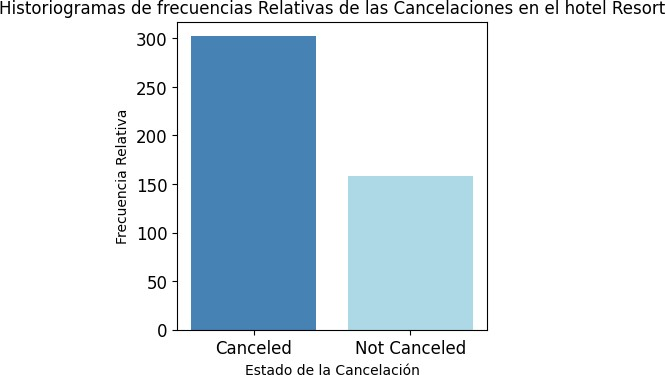 Historiogramas de frecuencias Relativas de las Cancelaciones en el hotel Resort
300
250
200
150
100
50
0
Frecuencia Relativa
Canceled
Not Canceled
Estado de la Cancelación